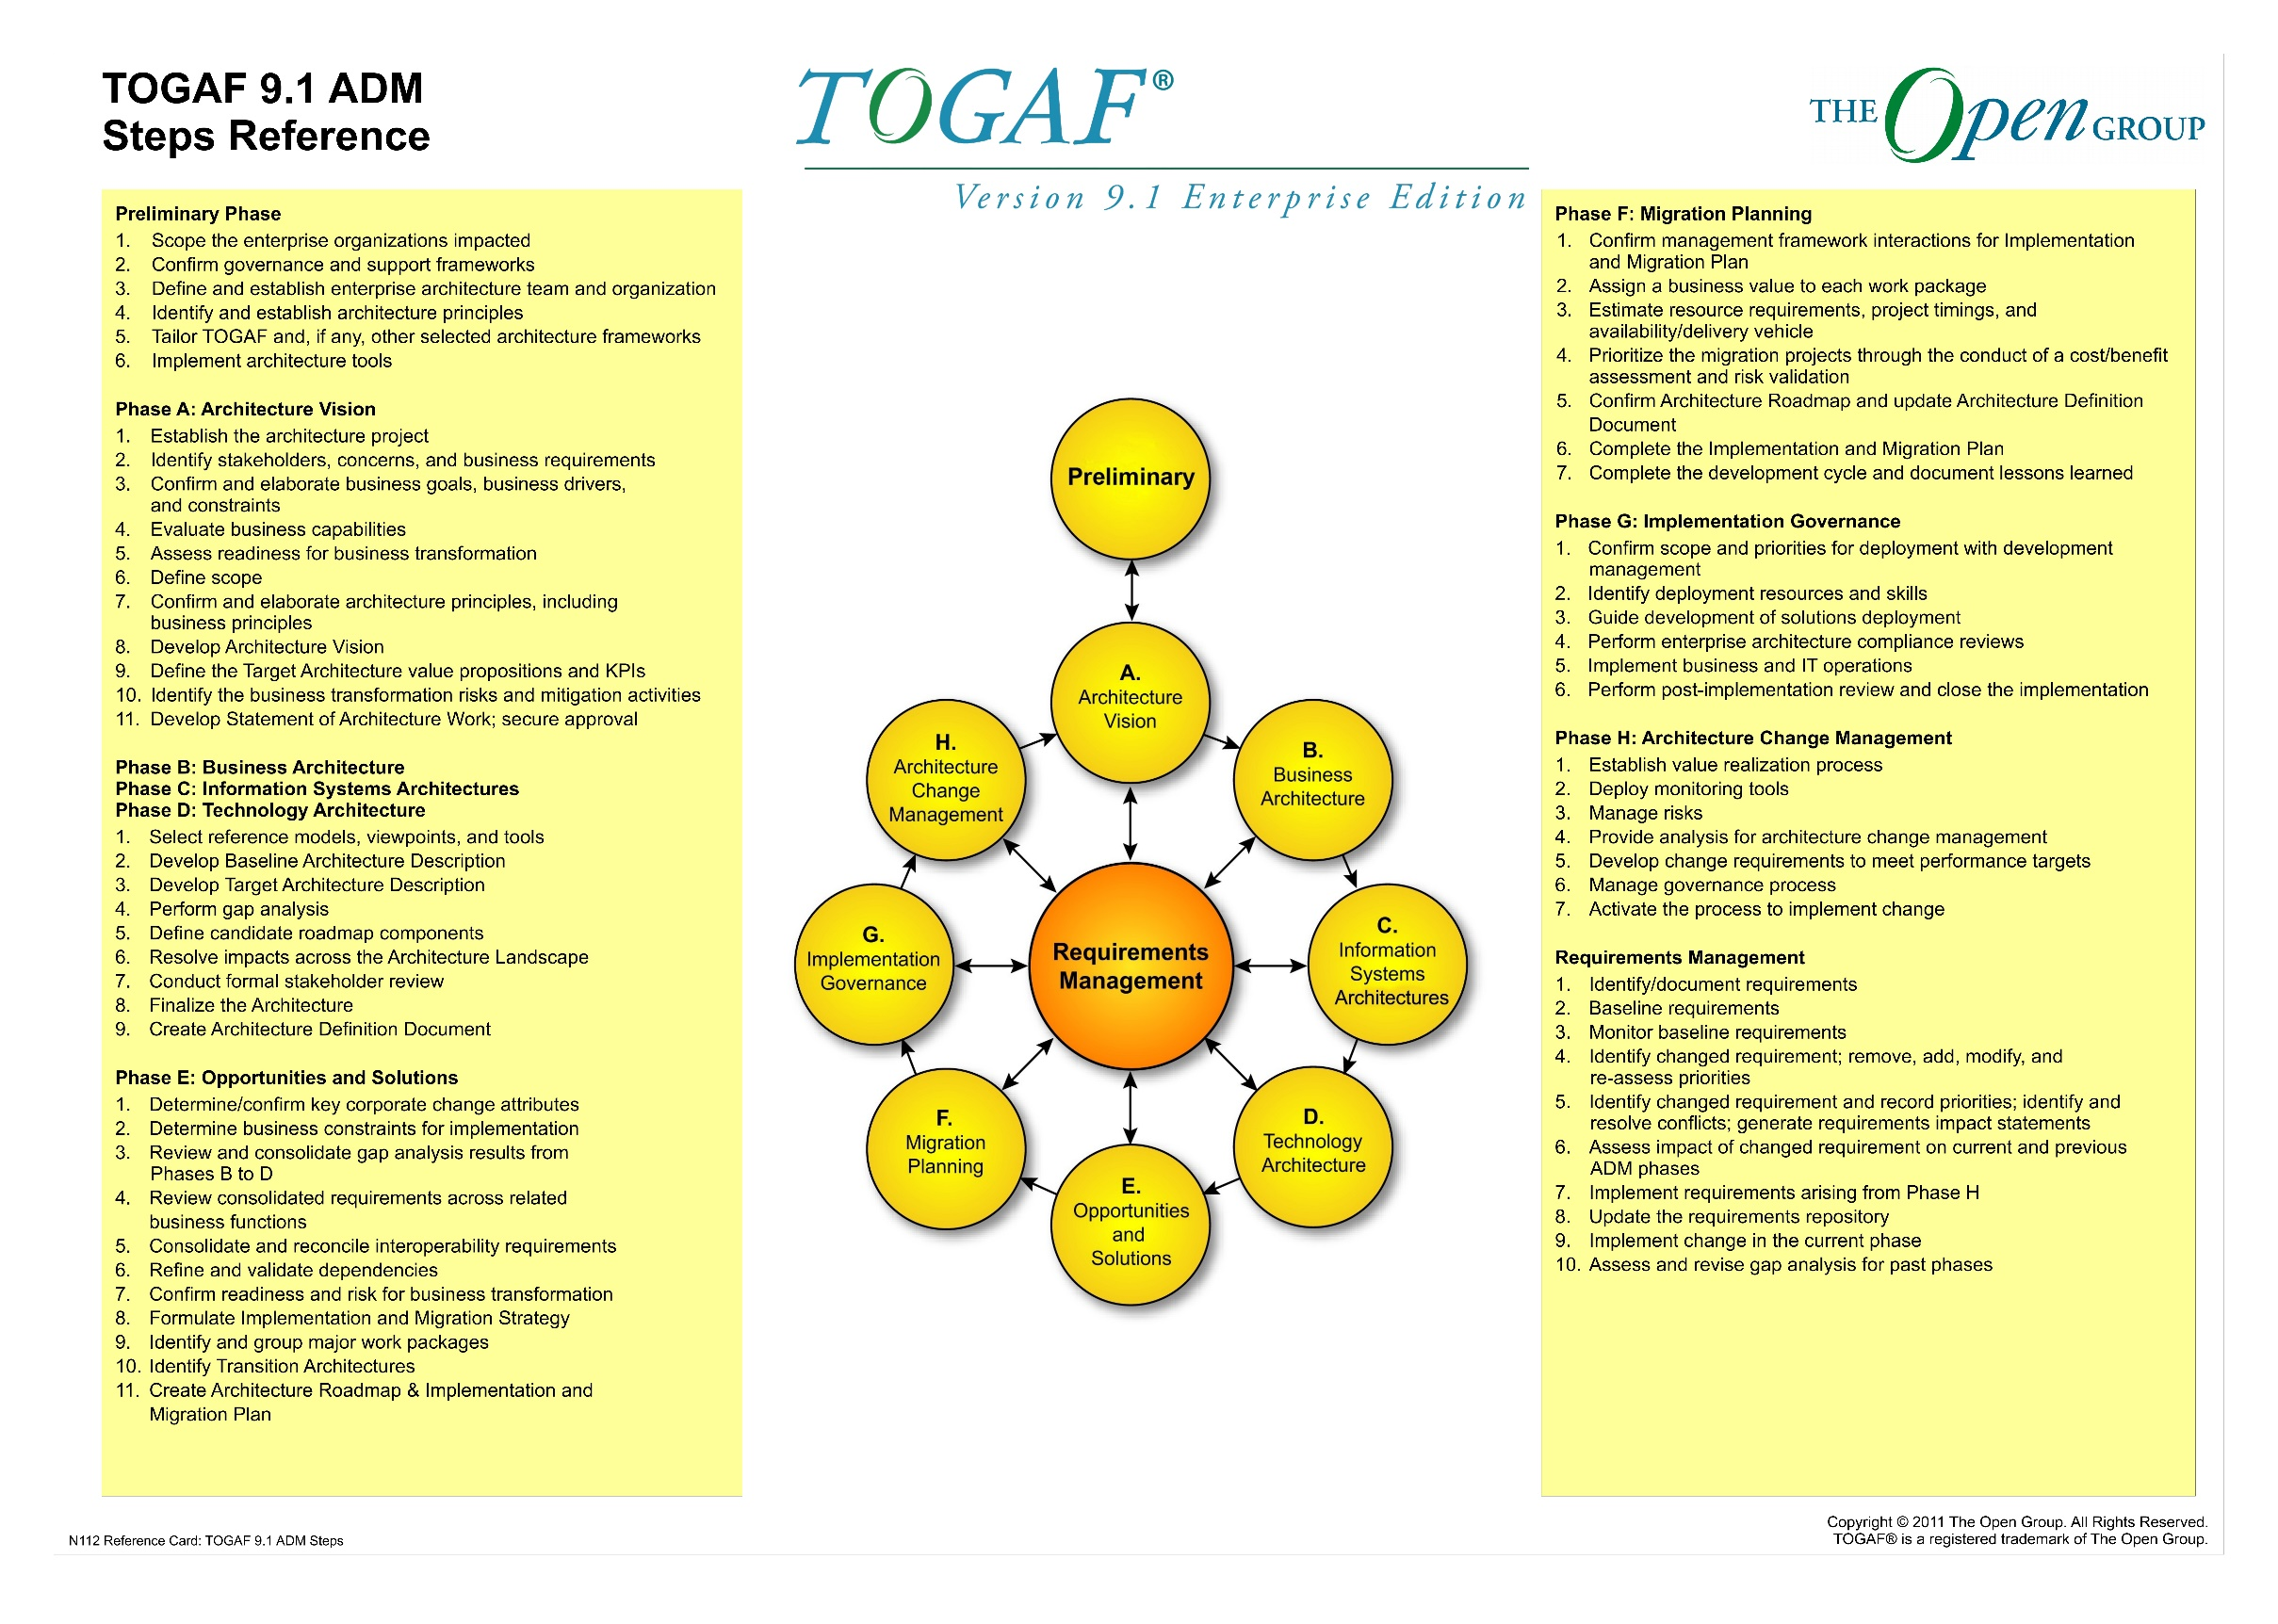 TOGAF 9.1 ADM
Steps Reference
TOGAF®
Version 9.1 Enterprise Edition
THE Open GROUP
Preliminary Phase
1. Scope the enterprise organizations impacted
2. Confirm governance and support frameworks
3. Define and establish enterprise architecture team and organization
4. Identify and establish architecture principles
5. Tailor TOGAF and, if any, other selected architecture frameworks
6. Implement architecture tools
Phase A: Architecture Vision
1. Establish the architecture project
2. Identify stakeholders, concerns, and business requirements
3. Confirm and elaborate business goals, business drivers,
and constraints
4. Evaluate business capabilities
5. Assess readiness for business transformation
6. Define scope
7. Confirm and elaborate architecture principles, including
business principles
8. Develop Architecture Vision
9. Define the Target Architecture value propositions and KPIs
10. Identify the business transformation risks and mitigation activities
11. Develop Statement of Architecture Work; secure approval
Phase B: Business Architecture
Phase C: Information Systems Architectures
Phase D: Technology Architecture
1. Select reference models, viewpoints, and tools
2. Develop Baseline Architecture Description
3. Develop Target Architecture Description
4. Perform gap analysis
5. Define candidate roadmap components
6. Resolve impacts across the Architecture Landscape
7. Conduct formal stakeholder review
8. Finalize the Architecture
9. Create Architecture Definition Document
Phase E: Opportunities and Solutions
1. Determine/confirm key corporate change attributes
2. Determine business constraints for implementation
3. Review and consolidate gap analysis results from
Phases B to D
4. Review consolidated requirements across related
business functions
5. Consolidate and reconcile interoperability requirements
6. Refine and validate dependencies
7. Confirm readiness and risk for business transformation
8. Formulate Implementation and Migration Strategy
9. Identify and group major work packages
10. Identify Transition Architectures
11. Create Architecture Roadmap & Implementation and
Migration Plan
Preliminary
A.
Architecture
Vision
B.
Business
Architecture
C.
Information
Systems
Architectures
D.
Technology
Architecture
E.
Opportunities
and
Solutions
F.
Migration
Planning
G.
Implementation
Governance
H.
Architecture
Change
Management
Requirements
Management
Phase F: Migration Planning
1. Confirm management framework interactions for Implementation
and Migration Plan
2. Assign a business value to each work package
3. Estimate resource requirements, project timings, and
availability/delivery vehicle
4. Prioritize the migration projects through the conduct of a cost/benefit
assessment and risk validation
5. Confirm Architecture Roadmap and update Architecture Definition
Document
6. Complete the Implementation and Migration Plan
7. Complete the development cycle and document lessons learned
Phase G: Implementation Governance
1. Confirm scope and priorities for deployment with development
management
2. Identify deployment resources and skills
3. Guide development of solutions deployment
4. Perform enterprise architecture compliance reviews
5. Implement business and IT operations
6. Perform post-implementation review and close the implementation
Phase H: Architecture Change Management
1. Establish value realization process
2. Deploy monitoring tools
3. Manage risks
4. Provide analysis for architecture change management
5. Develop change requirements to meet performance targets
6. Manage governance process
7. Activate the process to implement change
Requirements Management
1. Identify/document requirements
2. Baseline requirements
3. Monitor baseline requirements
4. Identify changed requirement; remove, add, modify, and
re-assess priorities
5. Identify changed requirement and record priorities; identify and
resolve conflicts; generate requirements impact statements
6. Assess impact of changed requirement on current and previous
ADM phases
7. Implement requirements arising from Phase H
8. Update the requirements repository
9. Implement change in the current phase
10. Assess and revise gap analysis for past phases
N112 Reference Card: TOGAF 9.1 ADM Steps
Copyright © 2011 The Open Group. All Rights Reserved.
TOGAF® is a registered trademark of The Open Group.